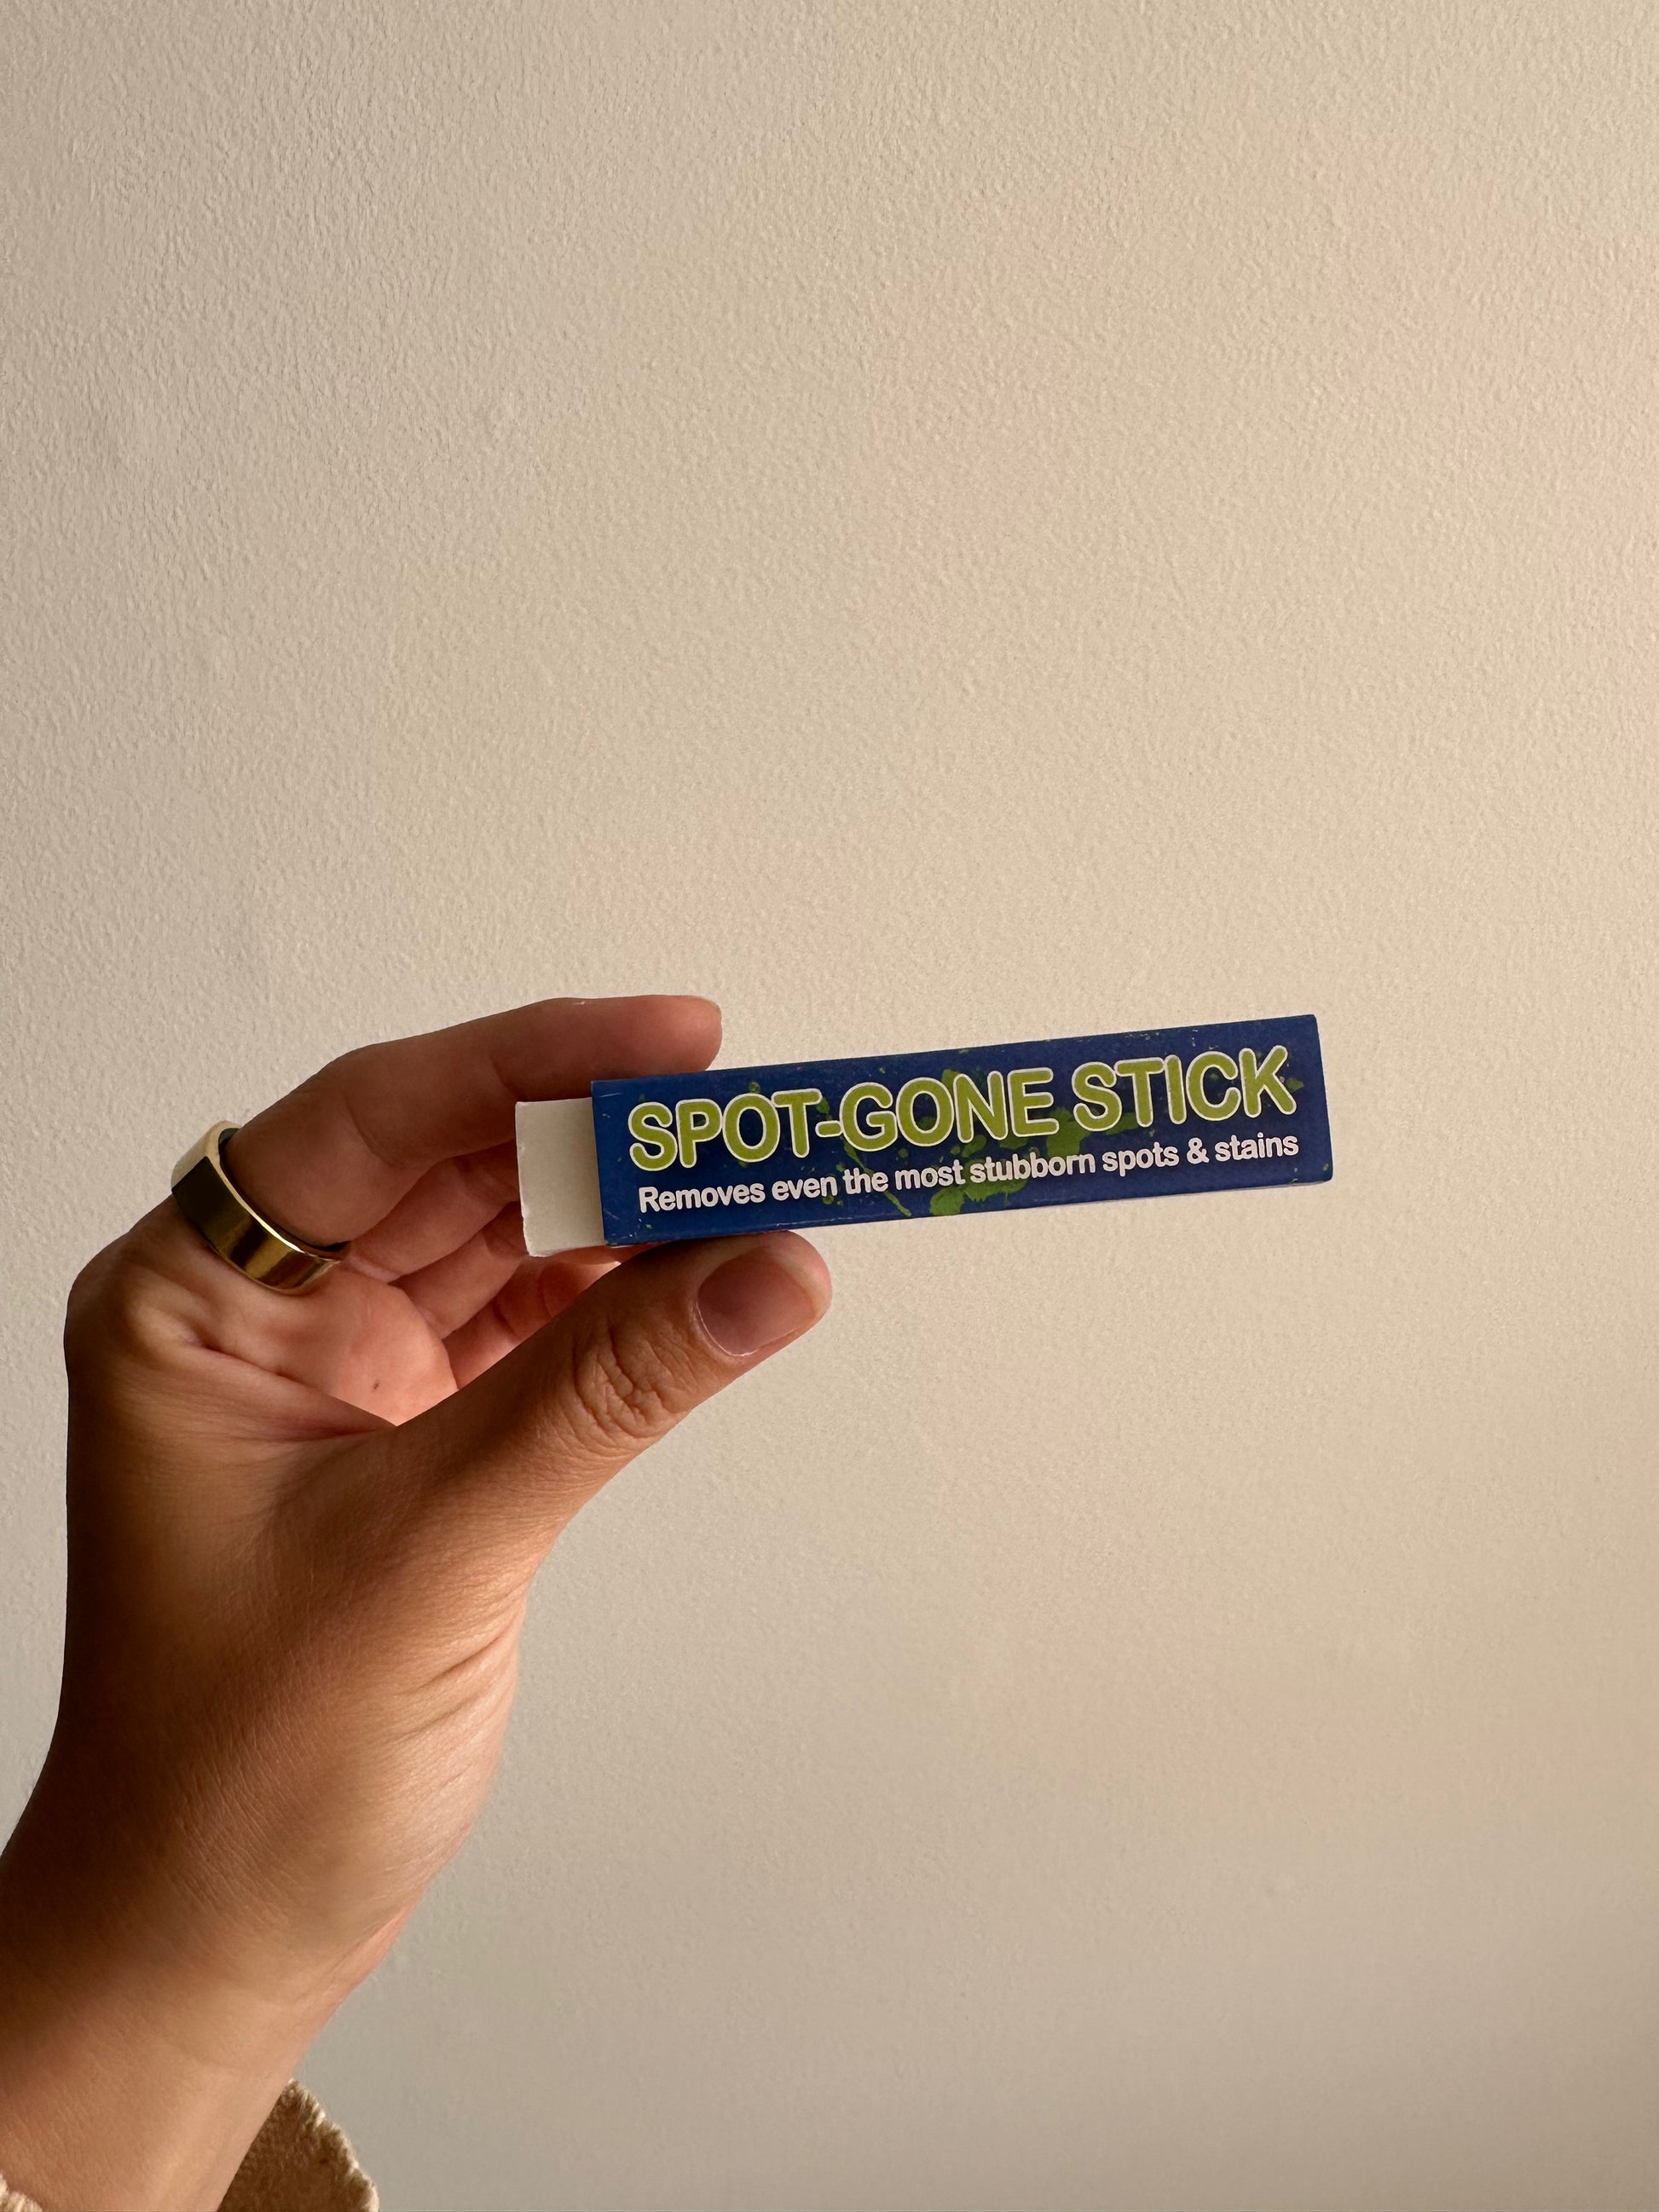 SPOT-GONE STICK
Removes even the most stubborn spots & stains